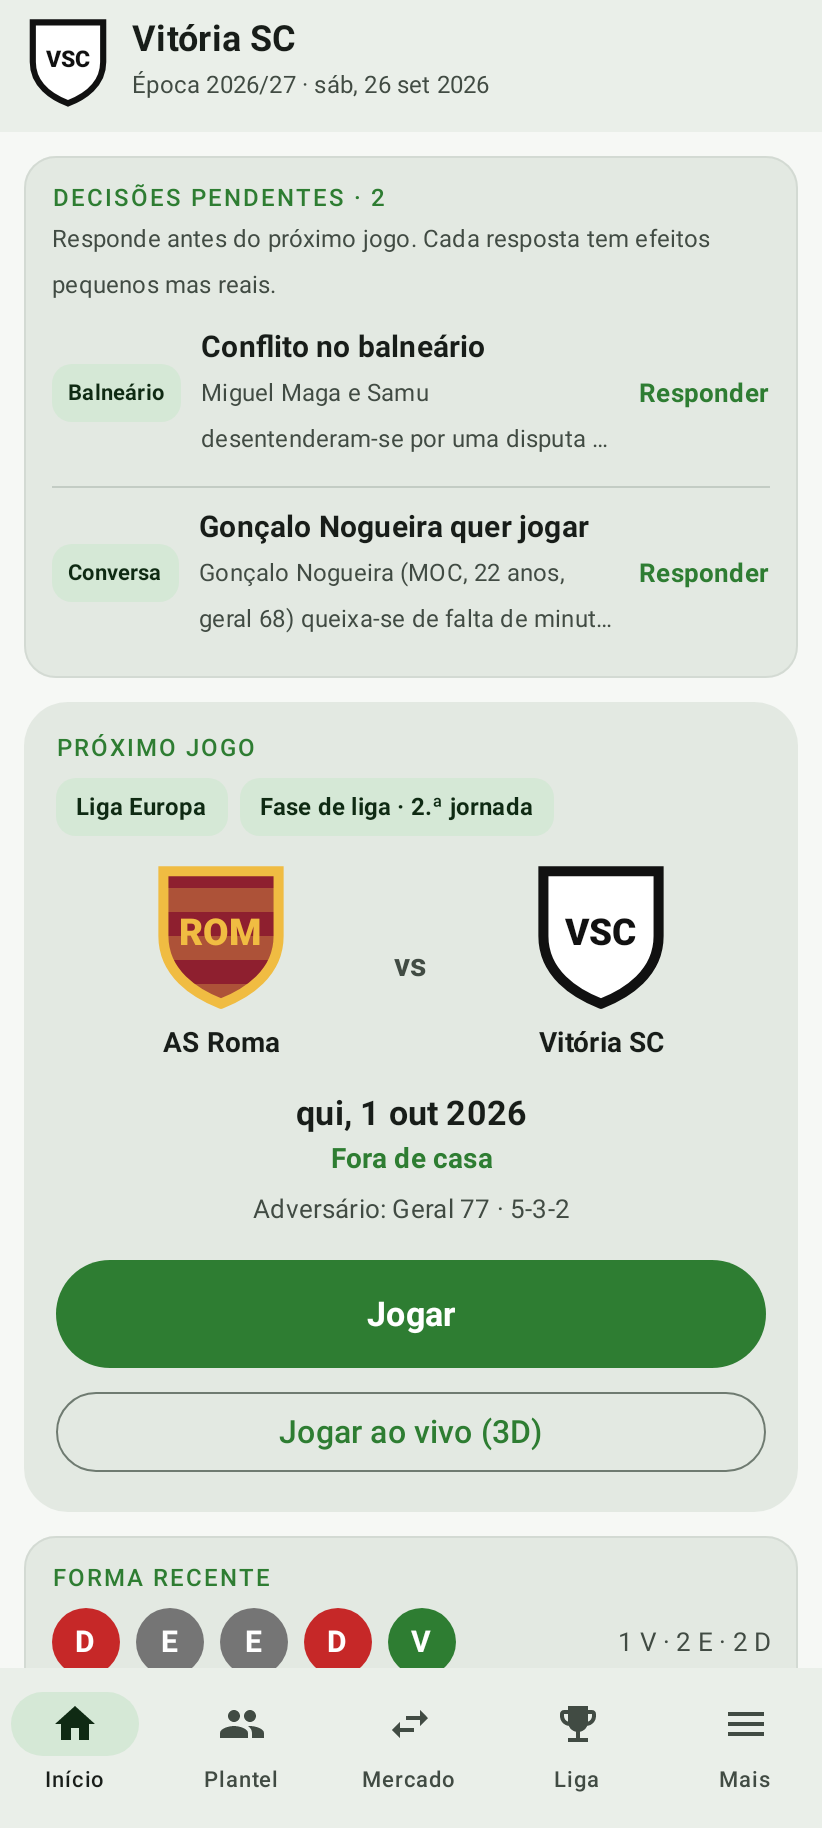 VSC
Vitória SC
Época 2026/27 · sáb, 26 set 2026
DECISÕES PENDENTES · 2
Responde antes do próximo jogo. Cada resposta tem efeitos
pequenos mas reais.
Balneário
Conflito no balneário
Miguel Maga e Samu
desentenderam-se por uma disputa ...
Responder
Conversa
Gonçalo Nogueira quer jogar
Gonçalo Nogueira (MOC, 22 anos,
geral 68) queixa-se de falta de minut...
Responder
PRÓXIMO JOGO
Liga Europa
Fase de liga · 2.ª jornada
ROM
vs
VSC
AS Roma
Vitória SC
qui, 1 out 2026
Fora de casa
Adversário: Geral 77 · 5-3-2
Jogar
Jogar ao vivo (3D)
FORMA RECENTE
D E E D V
1 V · 2 E · 2 D
Início
Plantel
Mercado
Liga
Mais